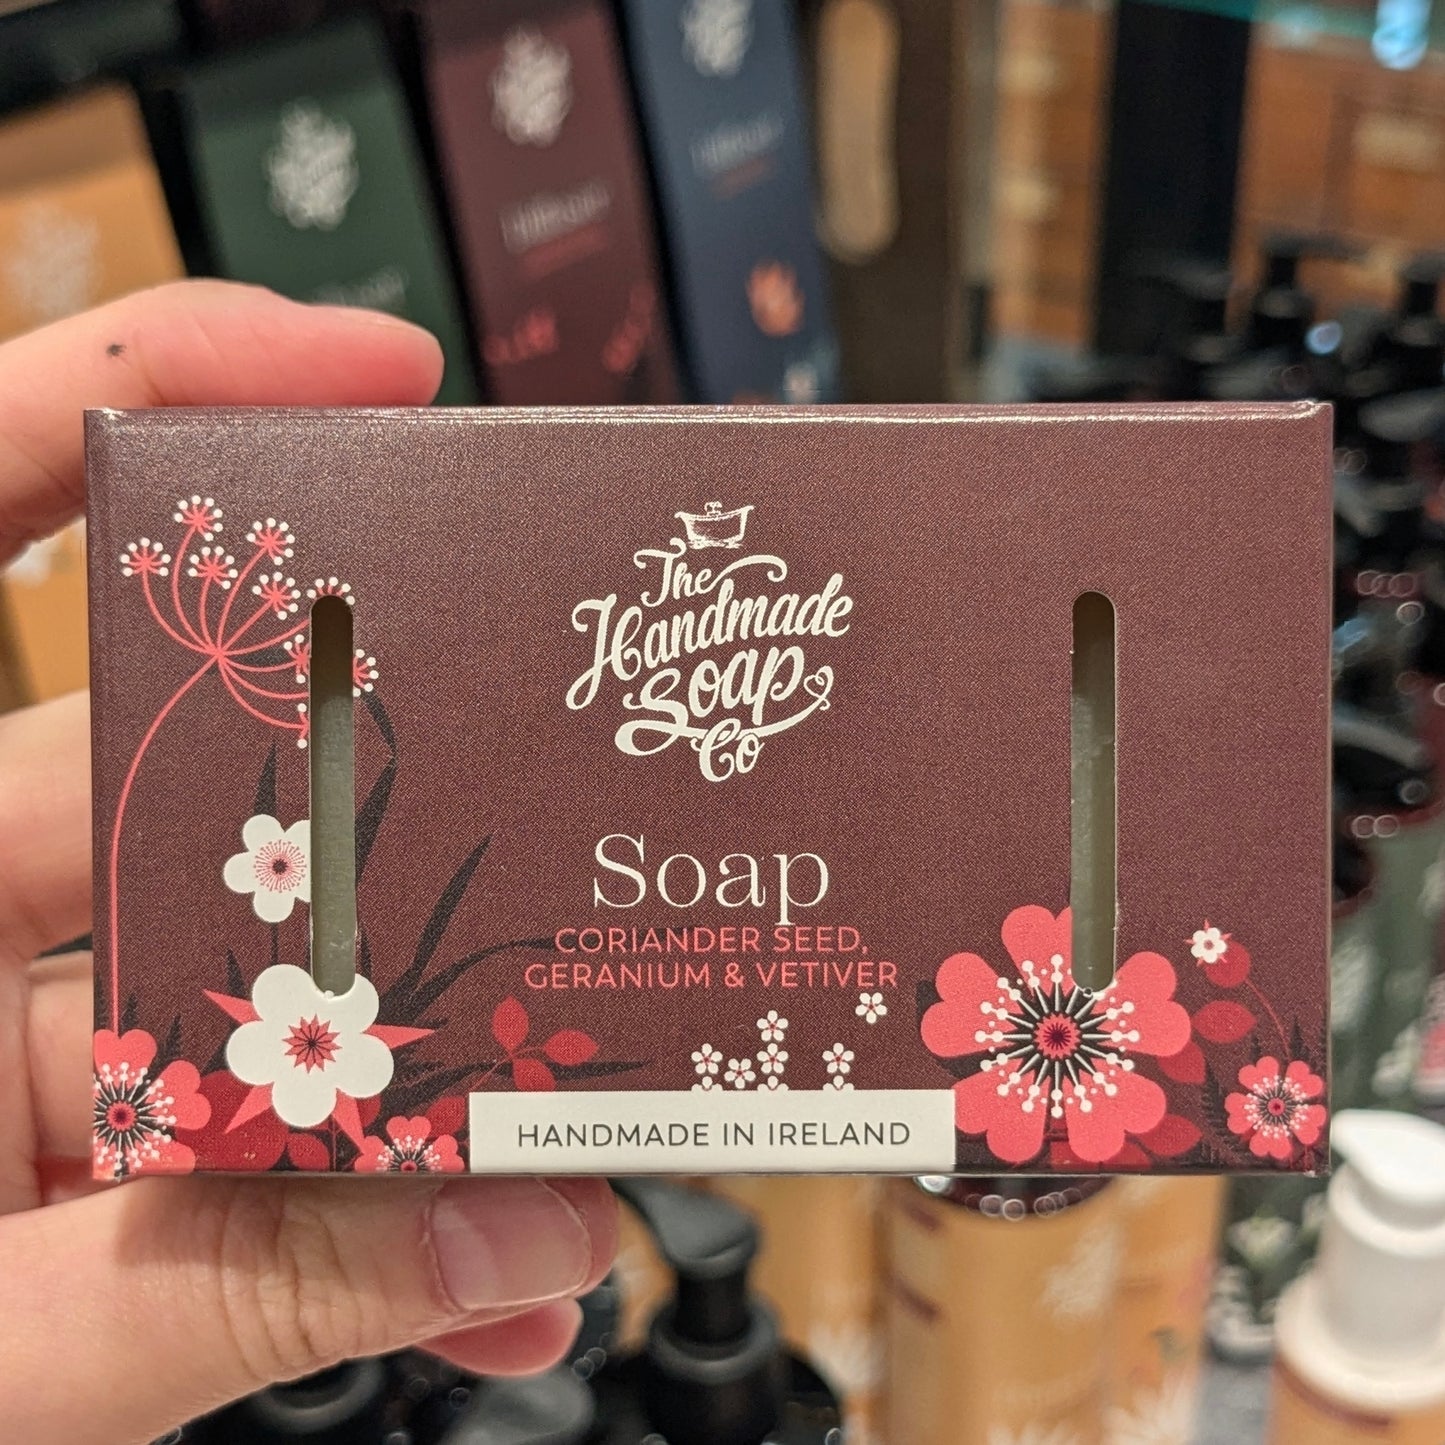 The
Handmade
Soap
Co
Soap
CORIANDER SEED,
GERANIUM & VETIVER
HANDMADE IN IRELAND